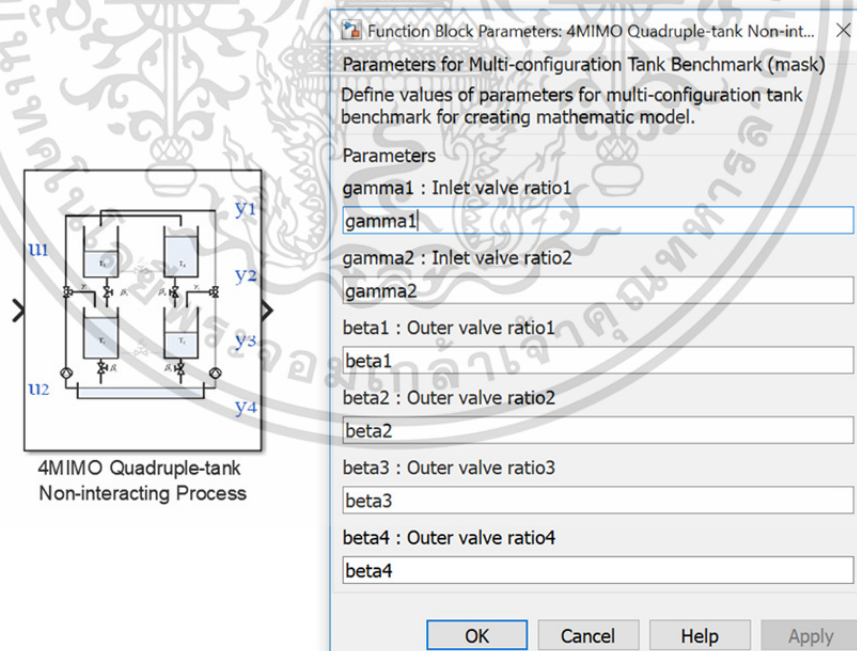 Function Block Parameters: 4MIMO Quadruple-tank Non-int...
Parameters for Multi-configuration Tank Benchmark (mask)
Define values of parameters for multi-configuration tank
benchmark for creating mathematic model.
Parameters
gamma1 : Inlet valve ratio1
gamma1
gamma2 : Inlet valve ratio2
gamma2
beta1 : Outer valve ratio1
beta1
beta2 : Outer valve ratio2
beta2
beta3 : Outer valve ratio3
beta3
beta4 : Outer valve ratio4
beta4
OK Cancel Help Apply
u1
u2
y1
y2
y3
y4
4MIMO Quadruple-tank
Non-interacting Process